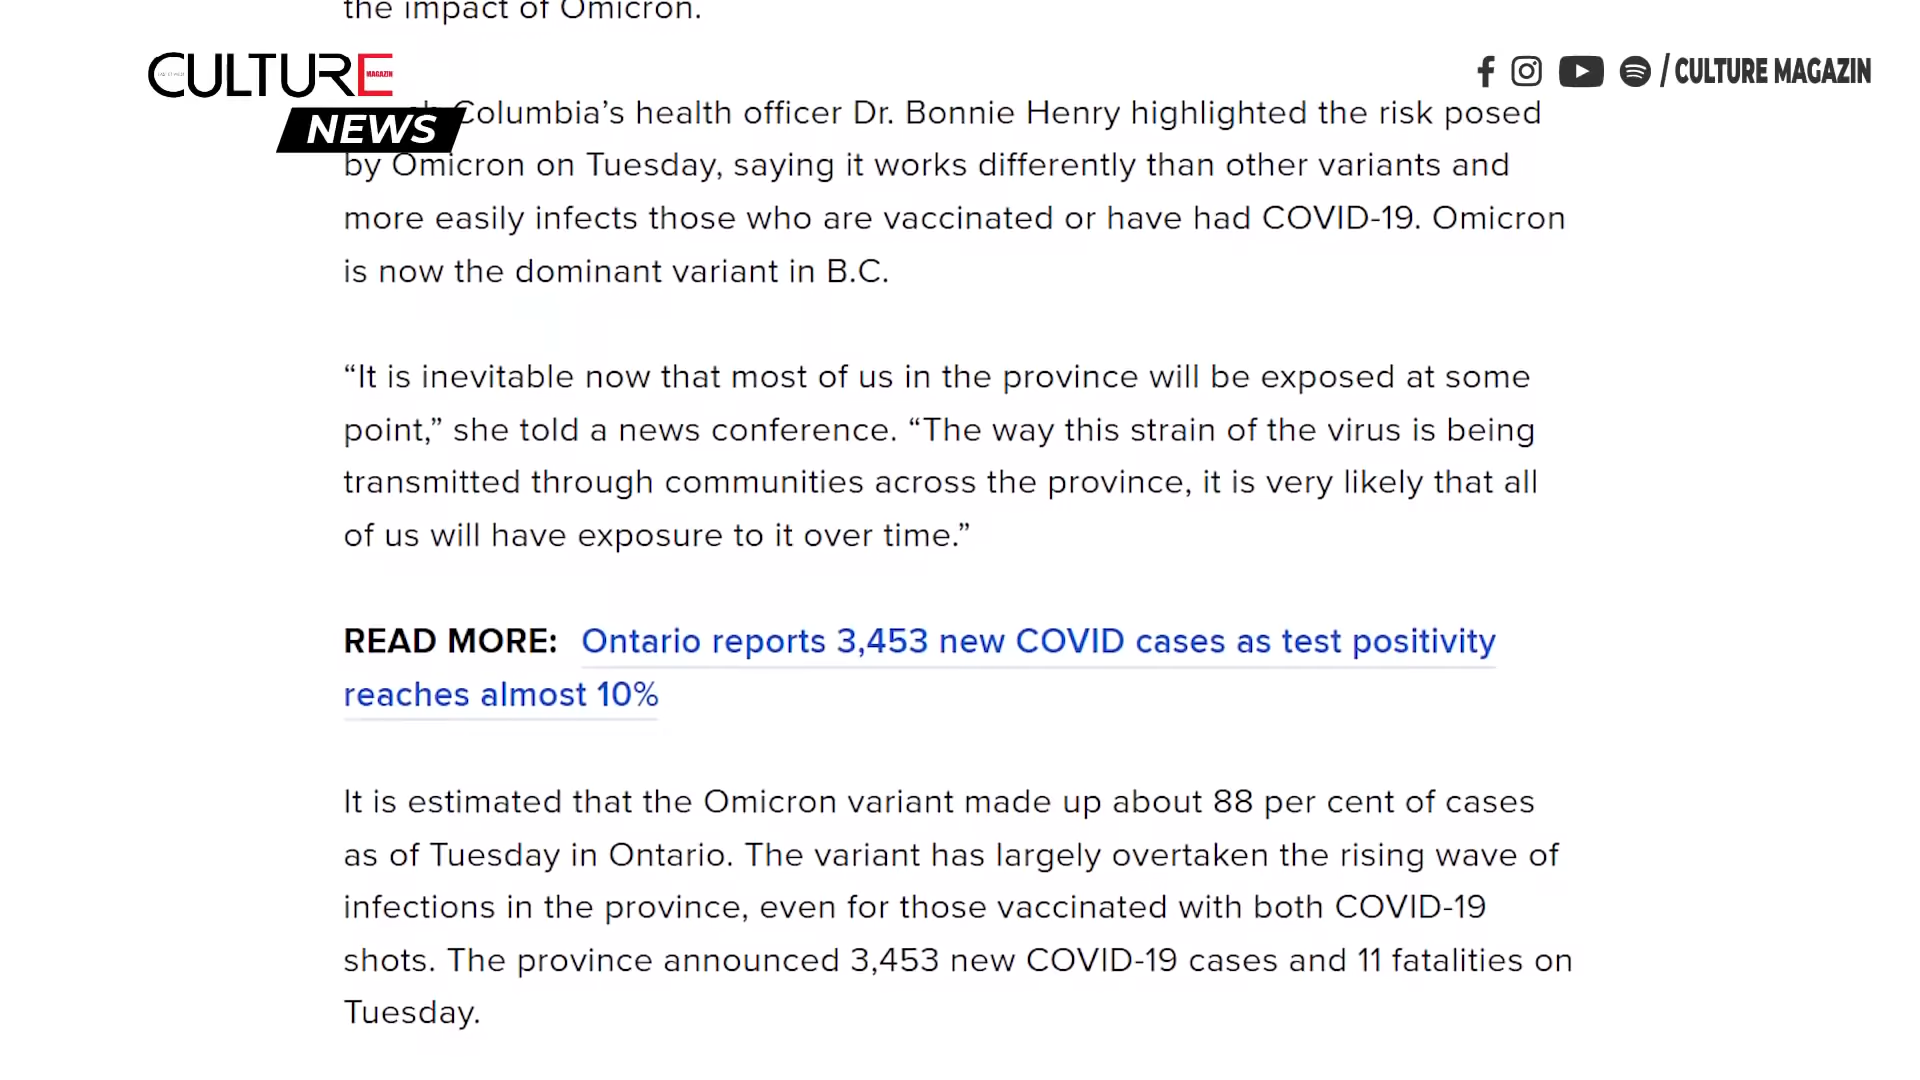 the impact of Omicron.
CULTURE
MAGAZIN
NEWS
/ CULTURE MAGAZIN
Columbia’s health officer Dr. Bonnie Henry highlighted the risk posed
by Omicron on Tuesday, saying it works differently than other variants and
more easily infects those who are vaccinated or have had COVID-19. Omicron
is now the dominant variant in B.C.
“It is inevitable now that most of us in the province will be exposed at some
point,” she told a news conference. “The way this strain of the virus is being
transmitted through communities across the province, it is very likely that all
of us will have exposure to it over time.”
READ MORE: Ontario reports 3,453 new COVID cases as test positivity
reaches almost 10%
It is estimated that the Omicron variant made up about 88 per cent of cases
as of Tuesday in Ontario. The variant has largely overtaken the rising wave of
infections in the province, even for those vaccinated with both COVID-19
shots. The province announced 3,453 new COVID-19 cases and 11 fatalities on
Tuesday.